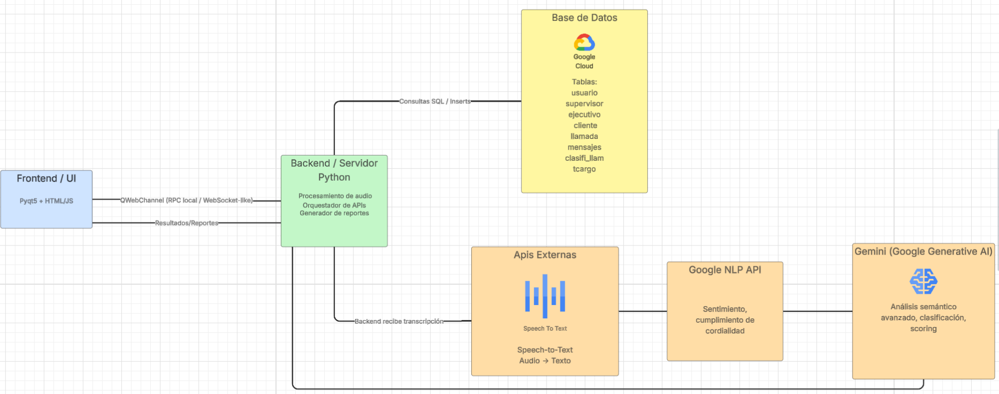 Base de Datos
Google
Cloud
Tablas:
usuario
supervisor
ejecutivo
cliente
llamada
mensajes
clasifi_llam
tcargo
Consultas SQL / Inserts
Backend / Servidor
Python
Procesamiento de audio
Orquestador de APIs
Generador de reportes
Frontend / UI
Pyqt5 + HTML/JS
QWebChannel (RPC local / WebSocket-like)
Resultados/Reportes
Backend recibe transcripción
Apis Externas
Speech To Text
Speech-to-Text
Audio → Texto
Google NLP API
Sentimiento,
cumplimiento de
cordialidad
Gemini (Google Generative AI)
Análisis semántico
avanzado, clasificación,
scoring